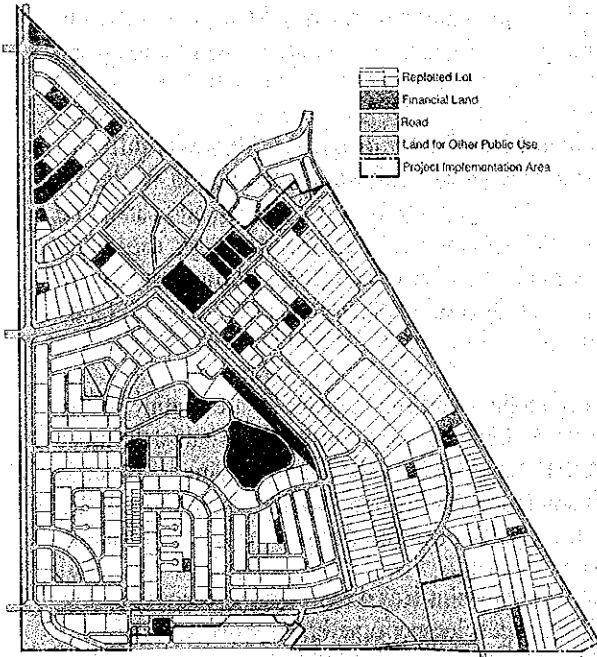 Replotted Lot
Financial Land
Road
Land for Other Public Use
Project Implementation Area